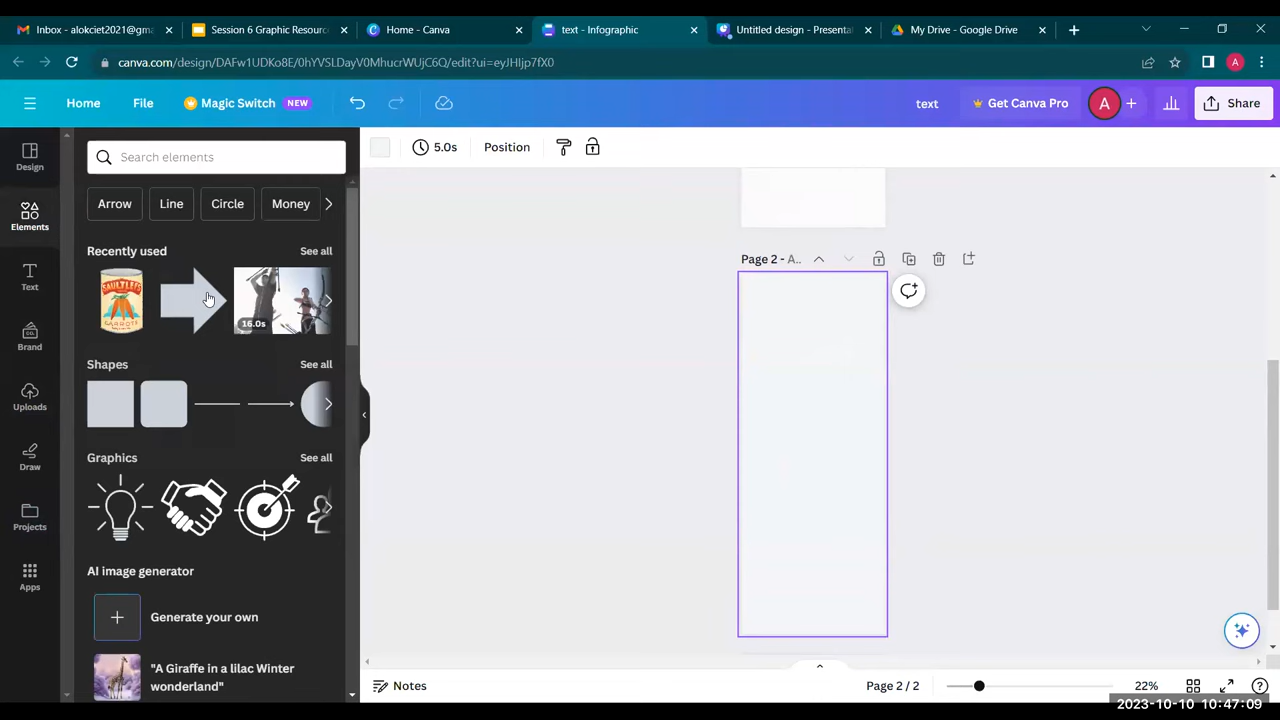 Inbox - alokciet2021@gma
Session 6 Graphic Resourc
Home - Canva
text - Infographic
Untitled design - Presenta
My Drive - Google Drive
canva.com/design/DAFw1UDKo8E/0hYVSLDayV0MhucrWUjC6Q/edit?ui=eyJHIjp7fX0
A
Home
File
Magic Switch NEW
text
Get Canva Pro
A
Share
Design
Elements
Text
Brand
Uploads
Draw
Projects
Apps
Search elements
Arrow
Line
Circle
Money
Recently used
See all
SAULTLEES
CARROTS
16.0s
Shapes
See all
Graphics
See all
AI image generator
Generate your own
"A Giraffe in a lilac Winter
wonderland"
5.0s
Position
Page 2 - A..
Notes
Page 2 / 2
22%
2023-10-10 10:47:09